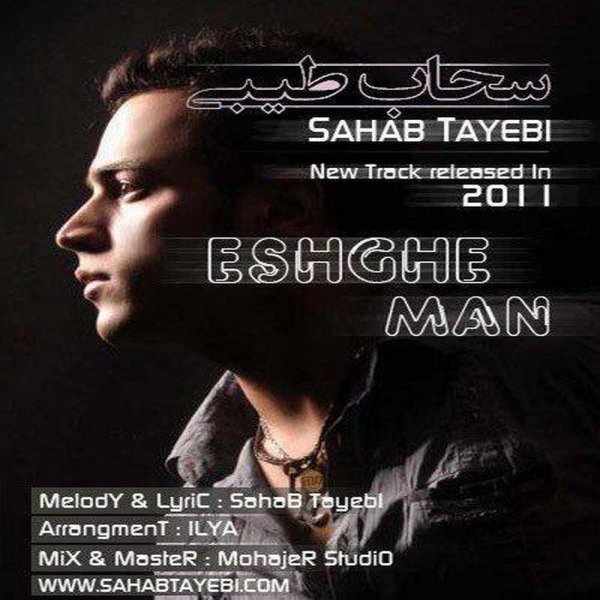 سحاب طیبي
SAHAB TAYEBI
New Track released In
2011
ESHGHE
MAN
MelodY & LyriC : SahaB TayebI
ArrangmenT : ILYA
MiX & MasteR : MohajeR StudiO
WWW.SAHABTAYEBI.COM